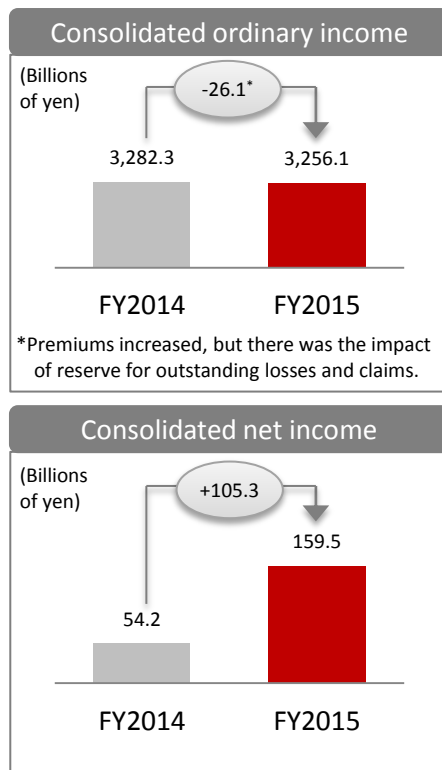 Consolidated ordinary income
(Billions
of yen)
-26.1*
3,282.3
3,256.1
FY2014
FY2015
*Premiums increased, but there was the impact
of reserve for outstanding losses and claims.
Consolidated net income
(Billions
of yen)
+105.3
159.5
54.2
FY2014
FY2015